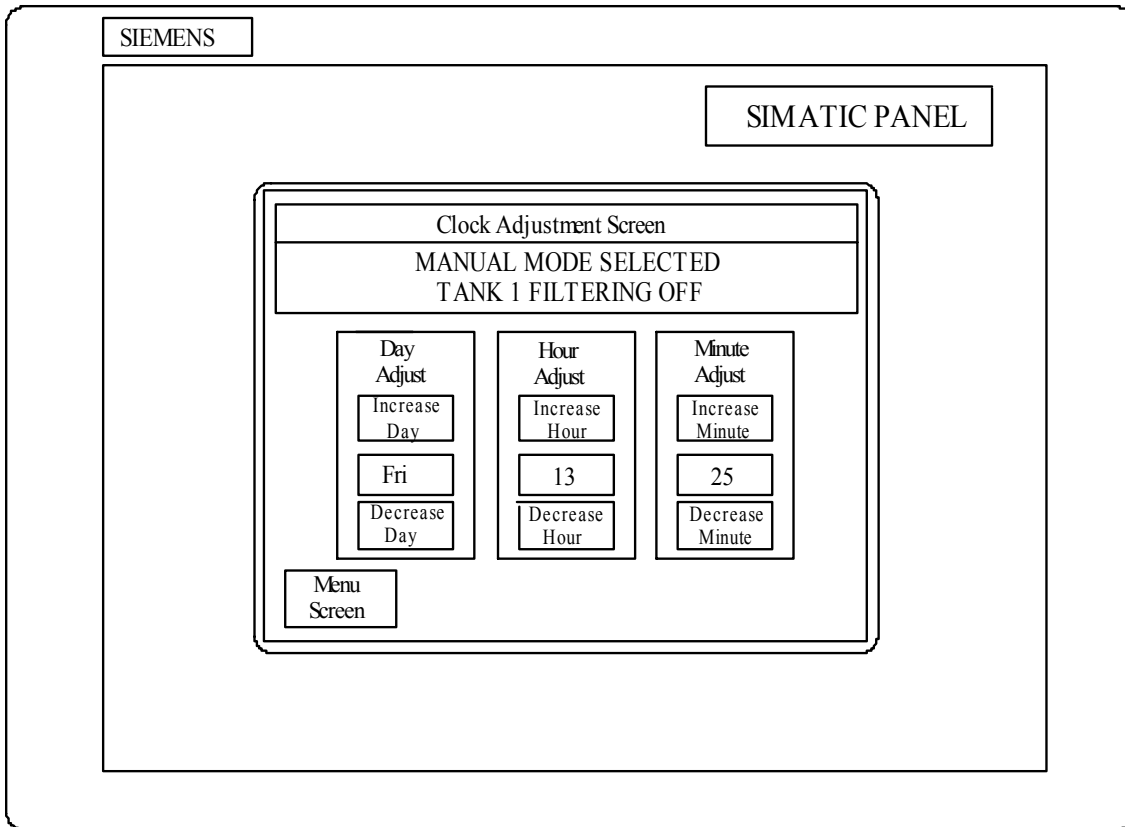 SIEMENS
SIMATIC PANEL
Clock Adjustment Screen
MANUAL MODE SELECTED
TANK 1 FILTERING OFF
Day
Adjust
Increase
Day
Fri
Decrease
Day
Hour
Adjust
Increase
Hour
13
Decrease
Hour
Minute
Adjust
Increase
Minute
25
Decrease
Minute
Menu
Screen